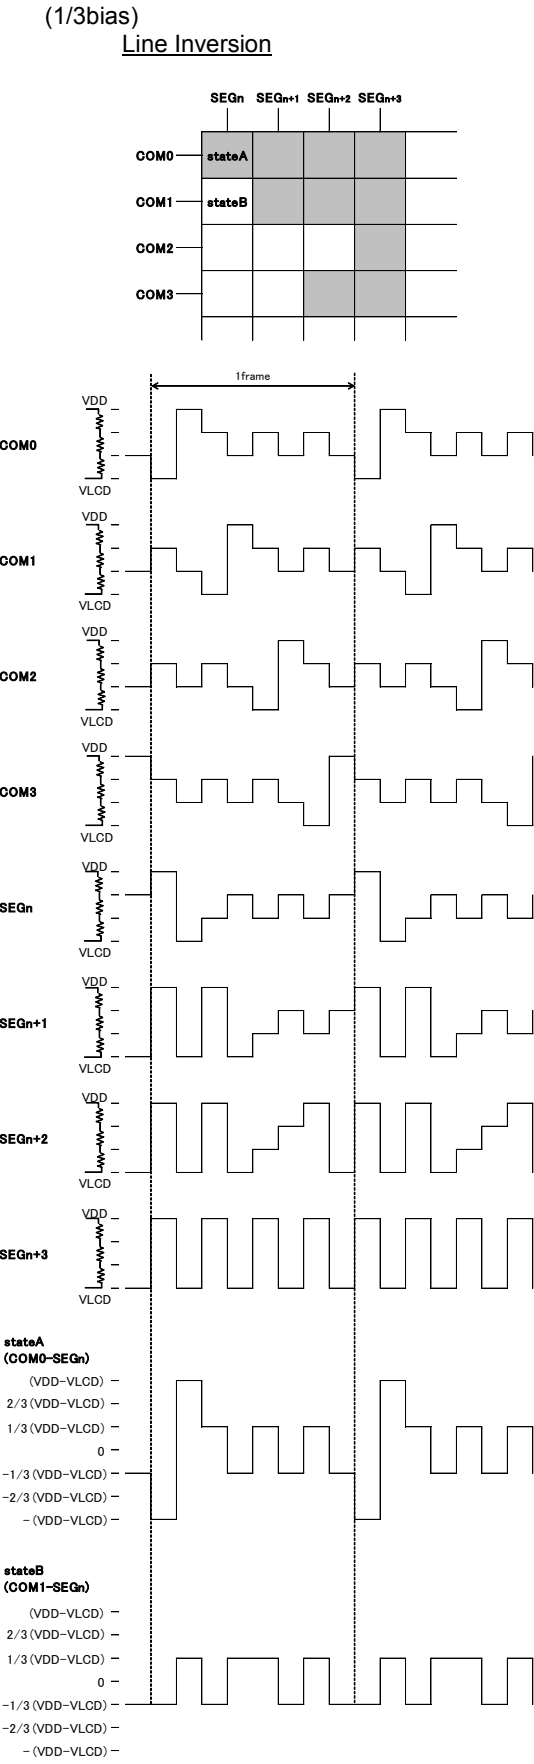 (1/3bias)
Line Inversion
SEGn SEGn+1 SEGn+2 SEGn+3
COM0 stateA
COM1 stateB
COM2
COM3
1frame
VDD
COM0
VLCD
VDD
COM1
VLCD
VDD
COM2
VLCD
VDD
COM3
VLCD
VDD
SEGn
VLCD
VDD
SEGn+1
VLCD
VDD
SEGn+2
VLCD
VDD
SEGn+3
VLCD
stateA
(COM0-SEGn)
(VDD-VLCD)
2/3(VDD-VLCD)
1/3(VDD-VLCD)
0
-1/3(VDD-VLCD)
-2/3(VDD-VLCD)
-(VDD-VLCD)
stateB
(COM1-SEGn)
(VDD-VLCD)
2/3(VDD-VLCD)
1/3(VDD-VLCD)
0
-1/3(VDD-VLCD)
-2/3(VDD-VLCD)
-(VDD-VLCD)